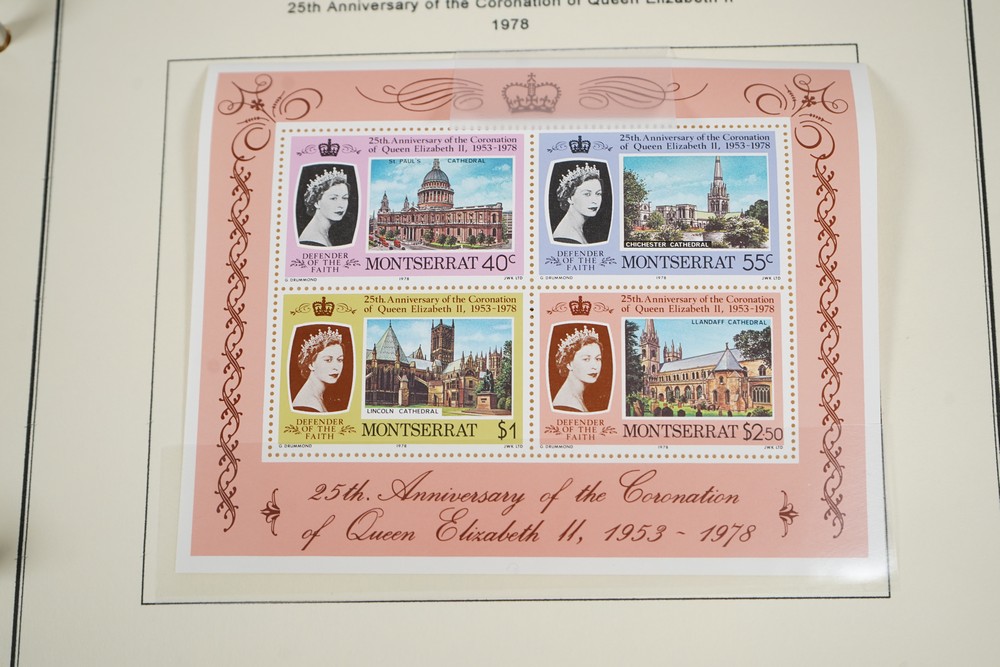 25th Anniversary of the Coronation of Queen Elizabeth II
1978
25th Anniversary of the Coronation
of Queen Elizabeth II, 1953-1978
ST PAUL'S CATHEDRAL
DEFENDER
OF THE
FAITH
MONTSERRAT 40c
G. DRUMMOND 1978 JWK LTD
25th Anniversary of the Coronation
of Queen Elizabeth II, 1953-1978
CHICHESTER CATHEDRAL
DEFENDER
OF THE
FAITH
MONTSERRAT 55c
G. DRUMMOND 1978 JWK LTD
25th Anniversary of the Coronation
of Queen Elizabeth II, 1953-1978
LINCOLN CATHEDRAL
DEFENDER
OF THE
FAITH
MONTSERRAT $1
G. DRUMMOND 1978 JWK LTD
25th Anniversary of the Coronation
of Queen Elizabeth II, 1953-1978
LLANDAFF CATHEDRAL
DEFENDER
OF THE
FAITH
MONTSERRAT $2.50
G. DRUMMOND 1978 JWK LTD
25th. Anniversary of the Coronation
of Queen Elizabeth II, 1953 - 1978